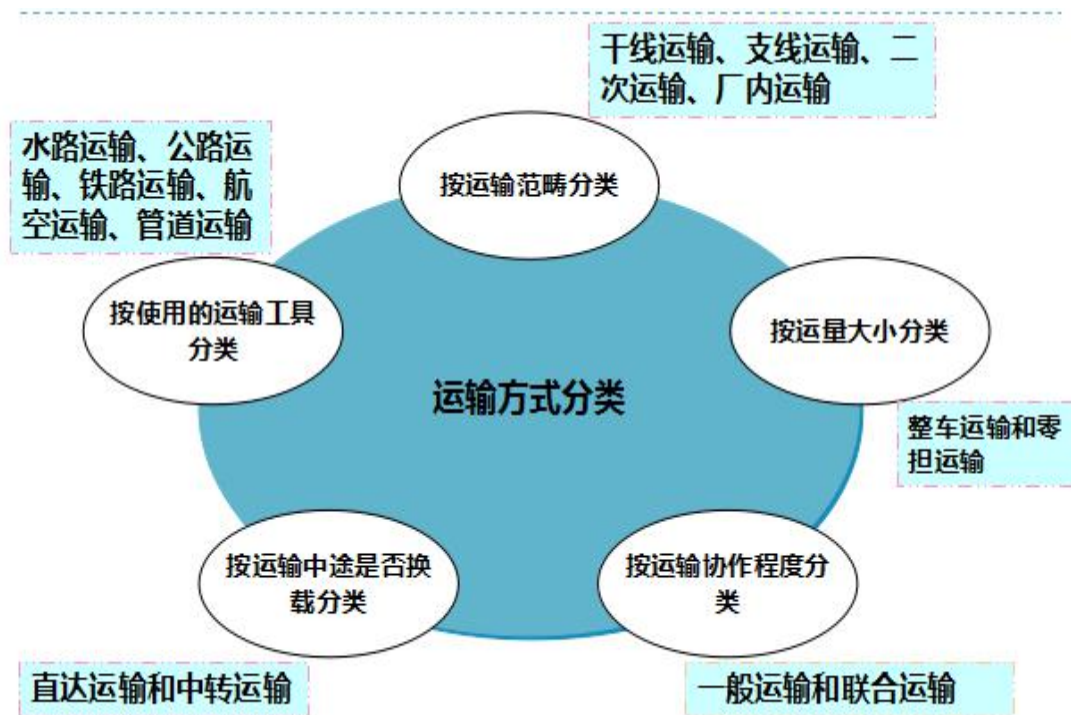 干线运输、支线运输、二
次运输、厂内运输
水路运输、公路运
输、铁路运输、航
空运输、管道运输
按运输范畴分类
按使用的运输工具
分类
按运量大小分类
运输方式分类
整车运输和零
担运输
按运输中途是否换
载分类
按运输协作程度分
类
直达运输和中转运输
一般运输和联合运输